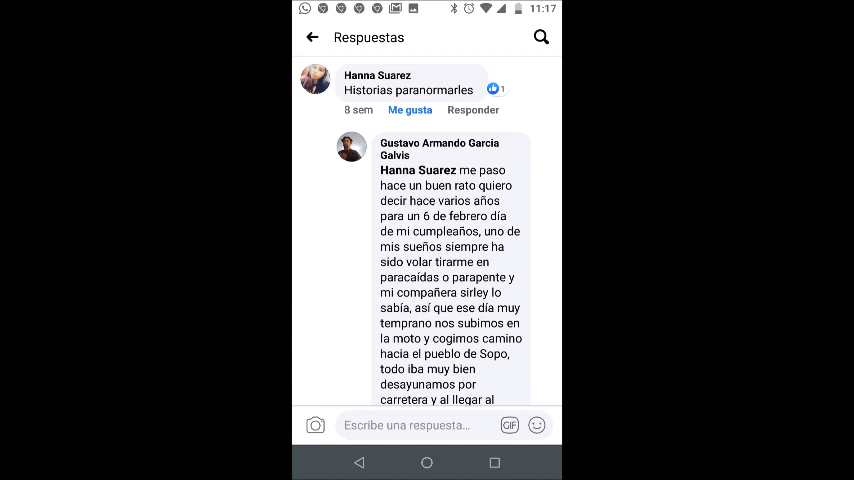 11:17
Respuestas
Hanna Suarez
Historias paranormarles
1
8 sem Me gusta Responder
Gustavo Armando Garcia
Galvis
Hanna Suarez me paso
hace un buen rato quiero
decir hace varios años
para un 6 de febrero día
de mi cumpleaños, uno de
mis sueños siempre ha
sido volar tirarme en
paracaídas o parapente y
mi compañera sirley lo
sabía, así que ese día muy
temprano nos subimos en
la moto y cogimos camino
hacia el pueblo de Sopo,
todo iba muy bien
desayunamos por
carretera y al llegar al
Escribe una respuesta...
GIF